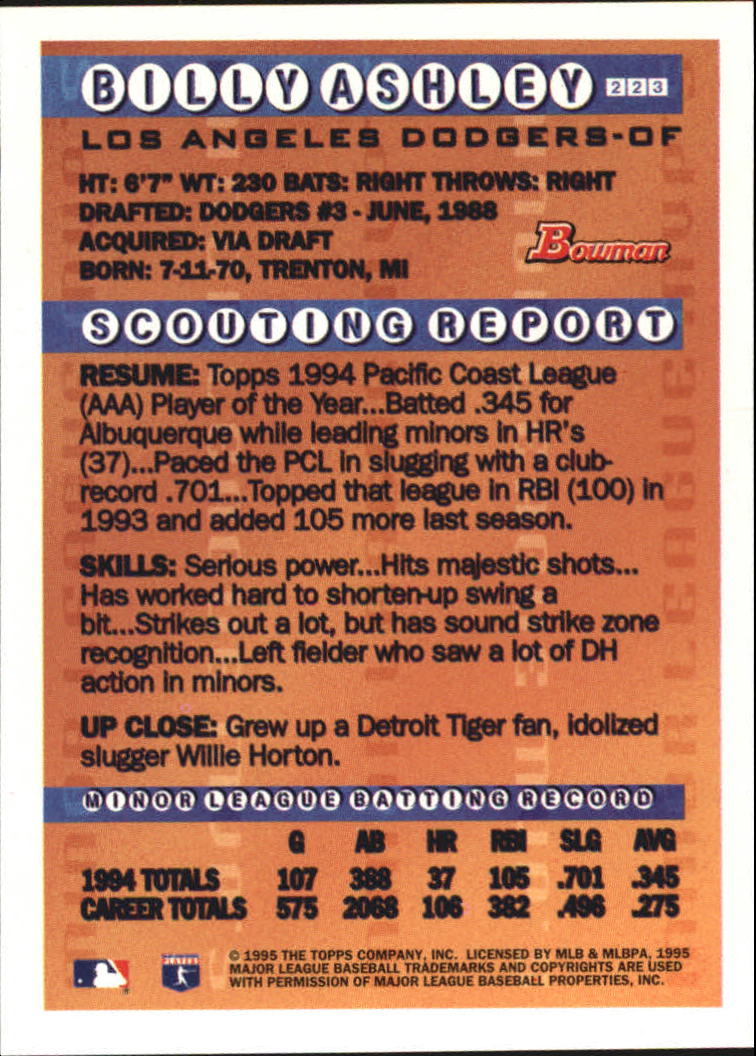 BILLY ASHLEY 223
LOS ANGELES DODGERS-OF
HT: 6'7" WT: 230 BATS: RIGHT THROWS: RIGHT
DRAFTED: DODGERS #3 - JUNE, 1988
ACQUIRED: VIA DRAFT
BORN: 7-11-70, TRENTON, MI
Bowman
SCOUTING REPORT
RESUME: Topps 1994 Pacific Coast League
(AAA) Player of the Year...Batted .345 for
Albuquerque while leading minors in HR's
(37)...Paced the PCL in slugging with a club-
record .701...Topped that league in RBI (100) in
1993 and added 105 more last season.
SKILLS: Serious power...Hits majestic shots...
Has worked hard to shorten-up swing a
bit...Strikes out a lot, but has sound strike zone
recognition...Left fielder who saw a lot of DH
action in minors.
UP CLOSE: Grew up a Detroit Tiger fan, idolized
slugger Willie Horton.
MINOR LEAGUE BATTING RECORD
G AB HR RBI SLG AVG
1994 TOTALS 107 388 37 105 .701 .345
CAREER TOTALS 575 2068 106 382 .496 .275
PLAYERS
© 1995 THE TOPPS COMPANY, INC. LICENSED BY MLB & MLBPA, 1995
MAJOR LEAGUE BASEBALL TRADEMARKS AND COPYRIGHTS ARE USED
WITH PERMISSION OF MAJOR LEAGUE BASEBALL PROPERTIES, INC.